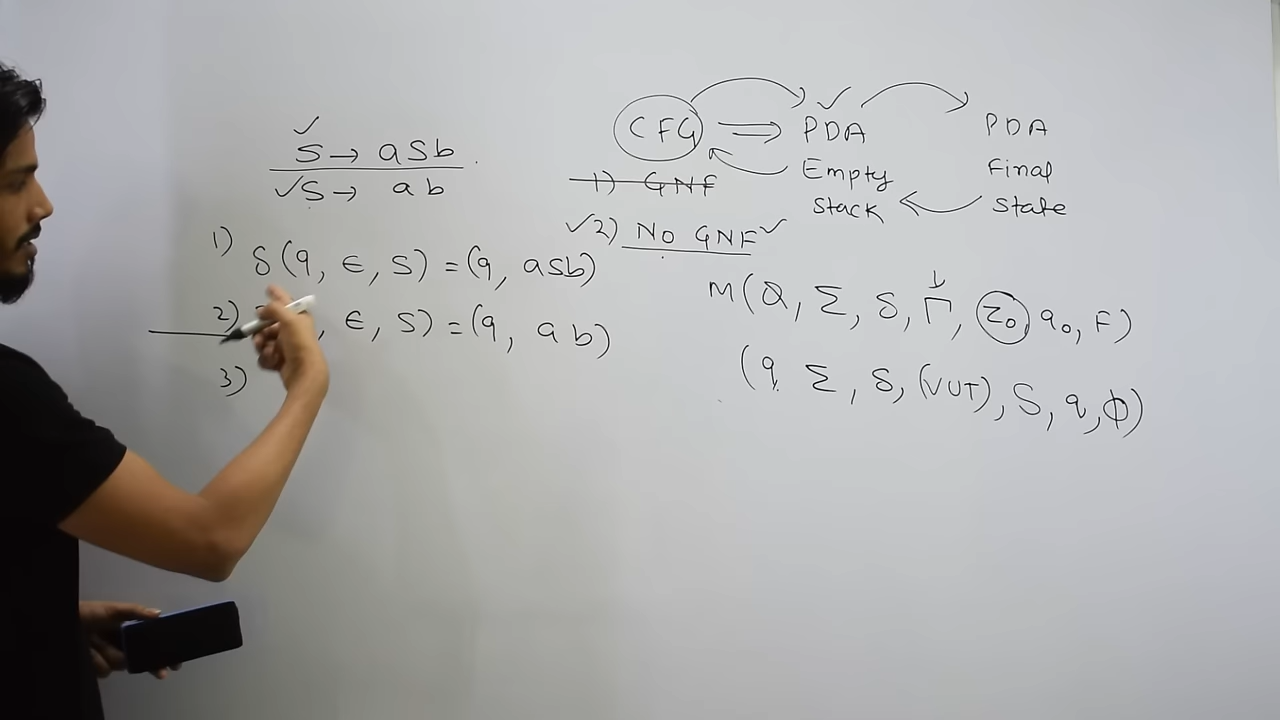 S → aSb
S → ab
1) δ(q, ε, S) = (q, aSb)
2) , ε, S) = (q, ab)
3)
CFG ⇒ PDA PDA
Empty Final
Stack State
1) GNF
2) NO GNF
M(Q, Σ, δ, Γ, Z₀, q₀, F)
(q, Σ, δ, (VUT), S, q, φ)